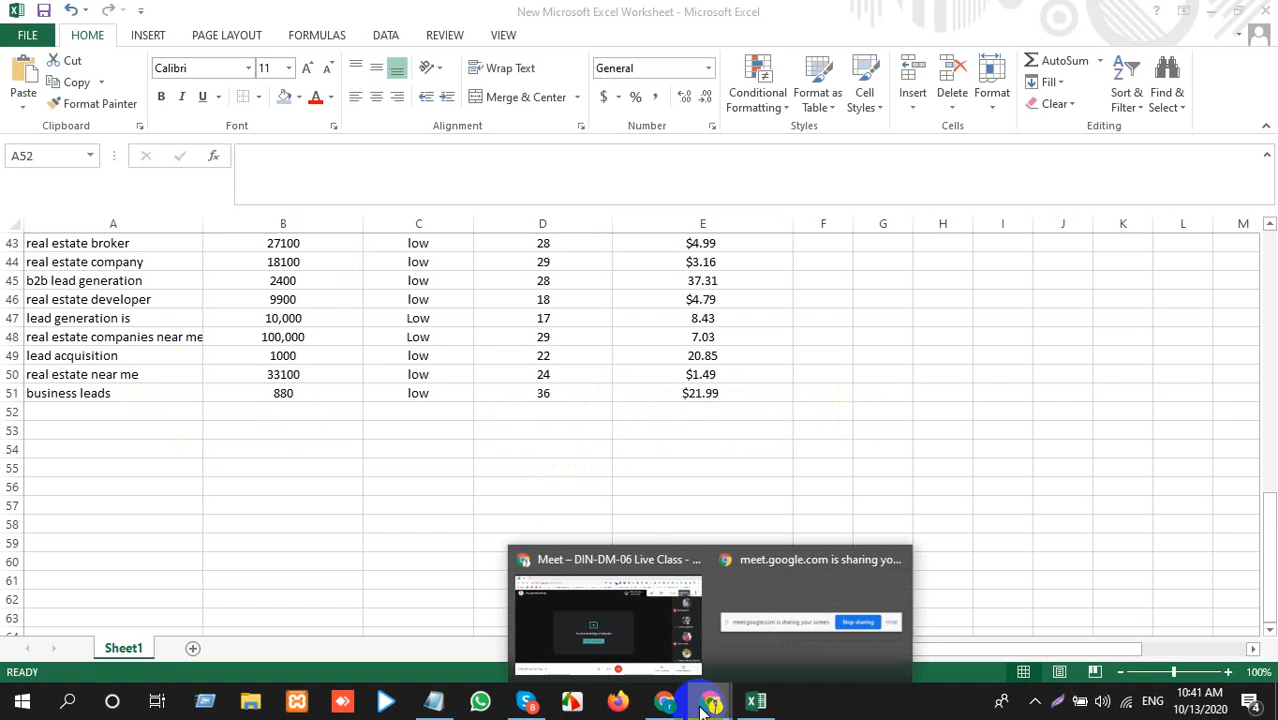 New Microsoft Excel Worksheet - Microsoft Excel
FILE HOME INSERT PAGE LAYOUT FORMULAS DATA REVIEW VIEW
Paste Cut Copy Format Painter
Calibri 11
B I U A
Wrap Text
Merge & Center
General
$ % ,
Conditional Formatting Format as Table Cell Styles
Insert Delete Format
AutoSum Fill Clear
Sort & Filter Find & Select
Clipboard Font Alignment Number Styles Cells Editing
A52 fx
A B C D E F G H I J K L M
43 real estate broker 27100 low 28 $4.99
44 real estate company 18100 low 29 $3.16
45 b2b lead generation 2400 low 28 37.31
46 real estate developer 9900 low 18 $4.79
47 lead generation is 10,000 Low 17 8.43
48 real estate companies near me 100,000 Low 29 7.03
49 lead acquisition 1000 low 22 20.85
50 real estate near me 33100 low 24 $1.49
51 business leads 880 low 36 $21.99
52
53
54
55
56
57
58
59
60
61
62
63
Meet – DIN-DM-06 Live Class - ... meet.google.com is sharing yo...
meet.google.com is sharing your screen. Stop sharing Hide
Sheet1
READY 100%
8 ENG 10:41 AM
10/13/2020 4